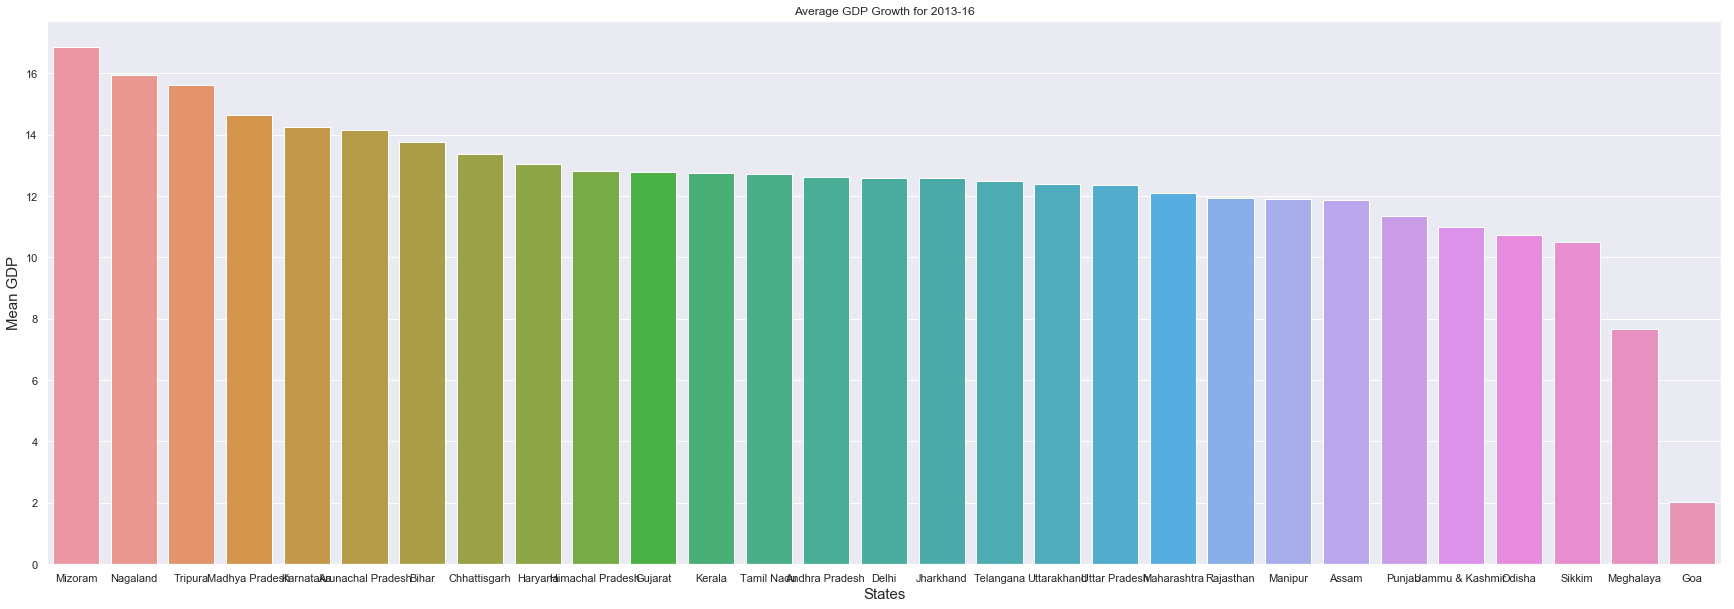 Average GDP Growth for 2013-16
Mean GDP
16
14
12
10
8
6
4
2
0
Mizoram Nagaland Tripura Madhya Pradesh Karnataka Arunachal Pradesh Bihar Chhattisgarh Haryana Himachal Pradesh Gujarat Kerala Tamil Nadu Andhra Pradesh Delhi Jharkhand Telangana Uttarakhand Uttar Pradesh Maharashtra Rajasthan Manipur Assam Punjab Jammu & Kashmir Odisha Sikkim Meghalaya Goa
States